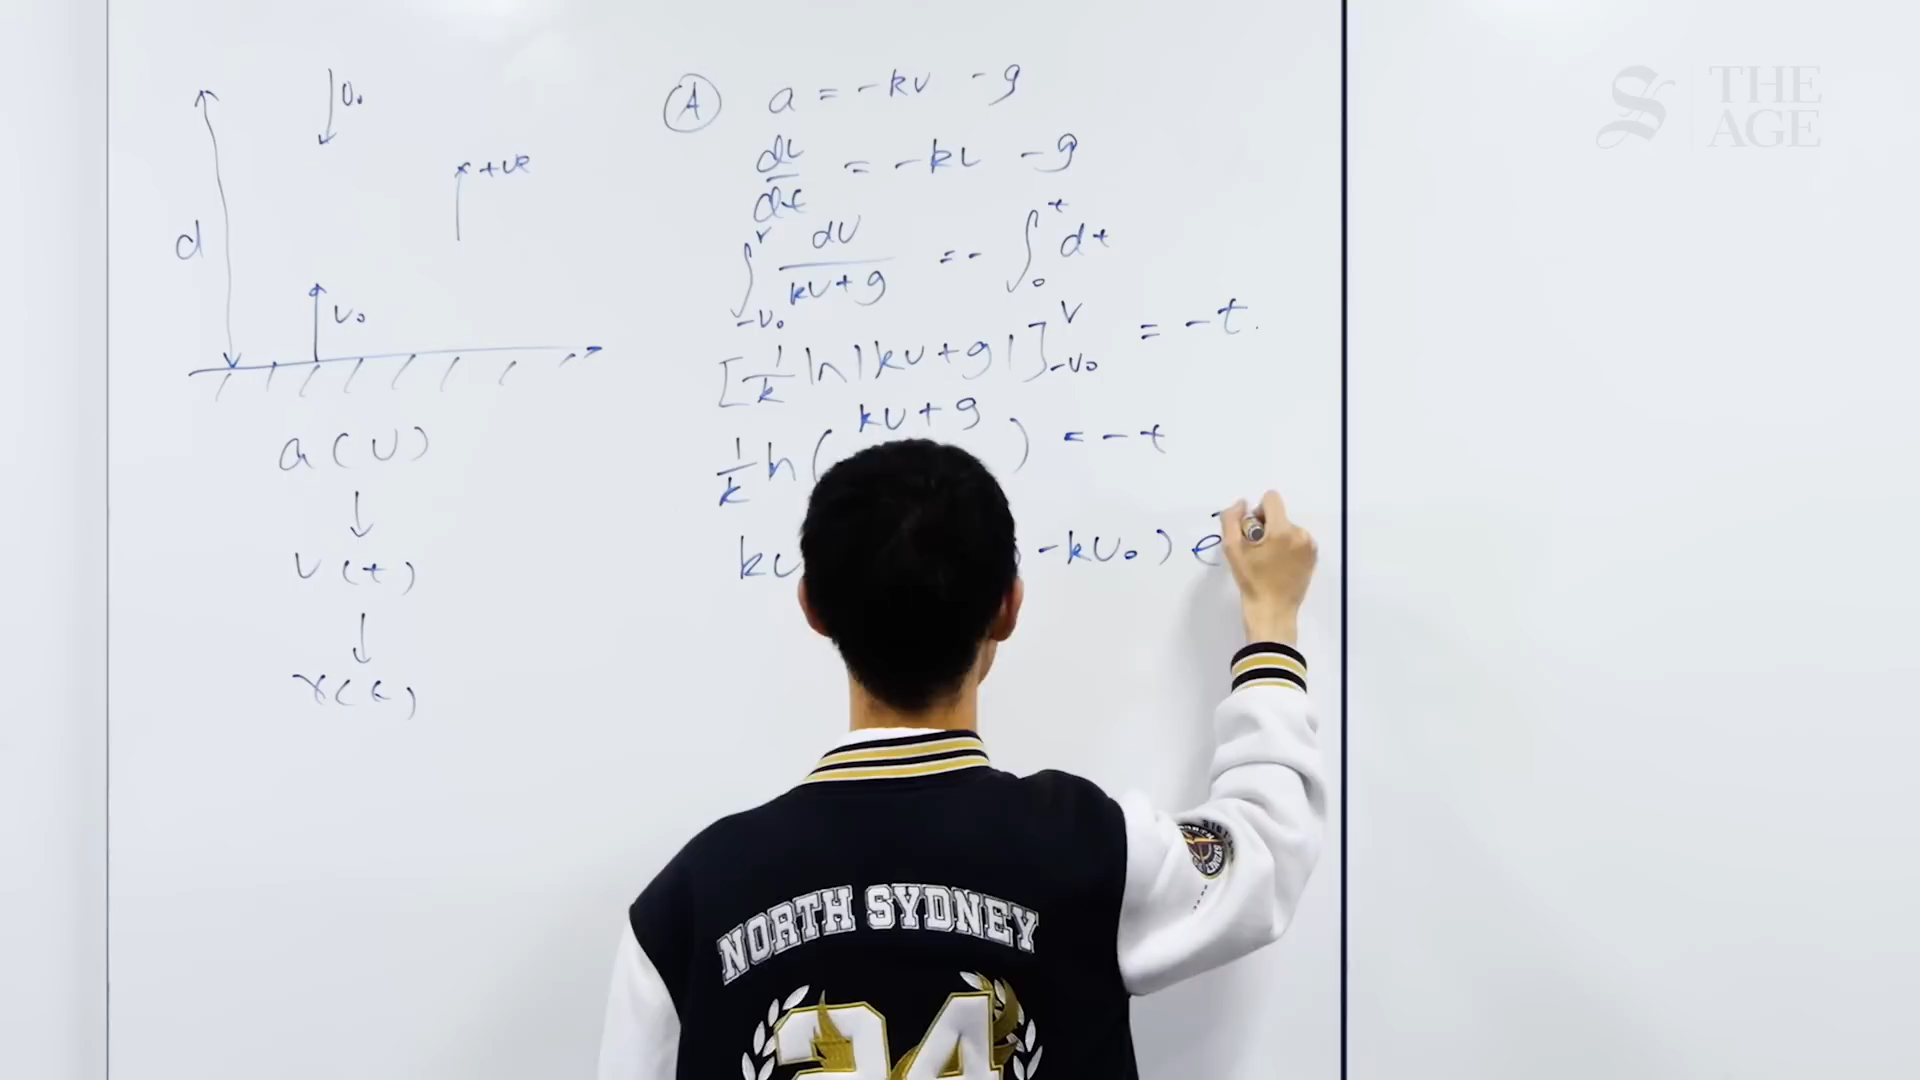 v₀
+ve
d
v₀
a(v)
↓
v(t)
↓
x(t)
Ⓐ a = -kv - g
dv/dt = -kv - g
∫_{-v₀}^{v} dv/(kv+g) = - ∫_0^t dt
[1/k ln|kv+g|]_{-v₀}^{v} = -t.
1/k ln( kv+g ) = -t
kv -kv₀) e
THE
AGE
NORTH SYDNEY
24